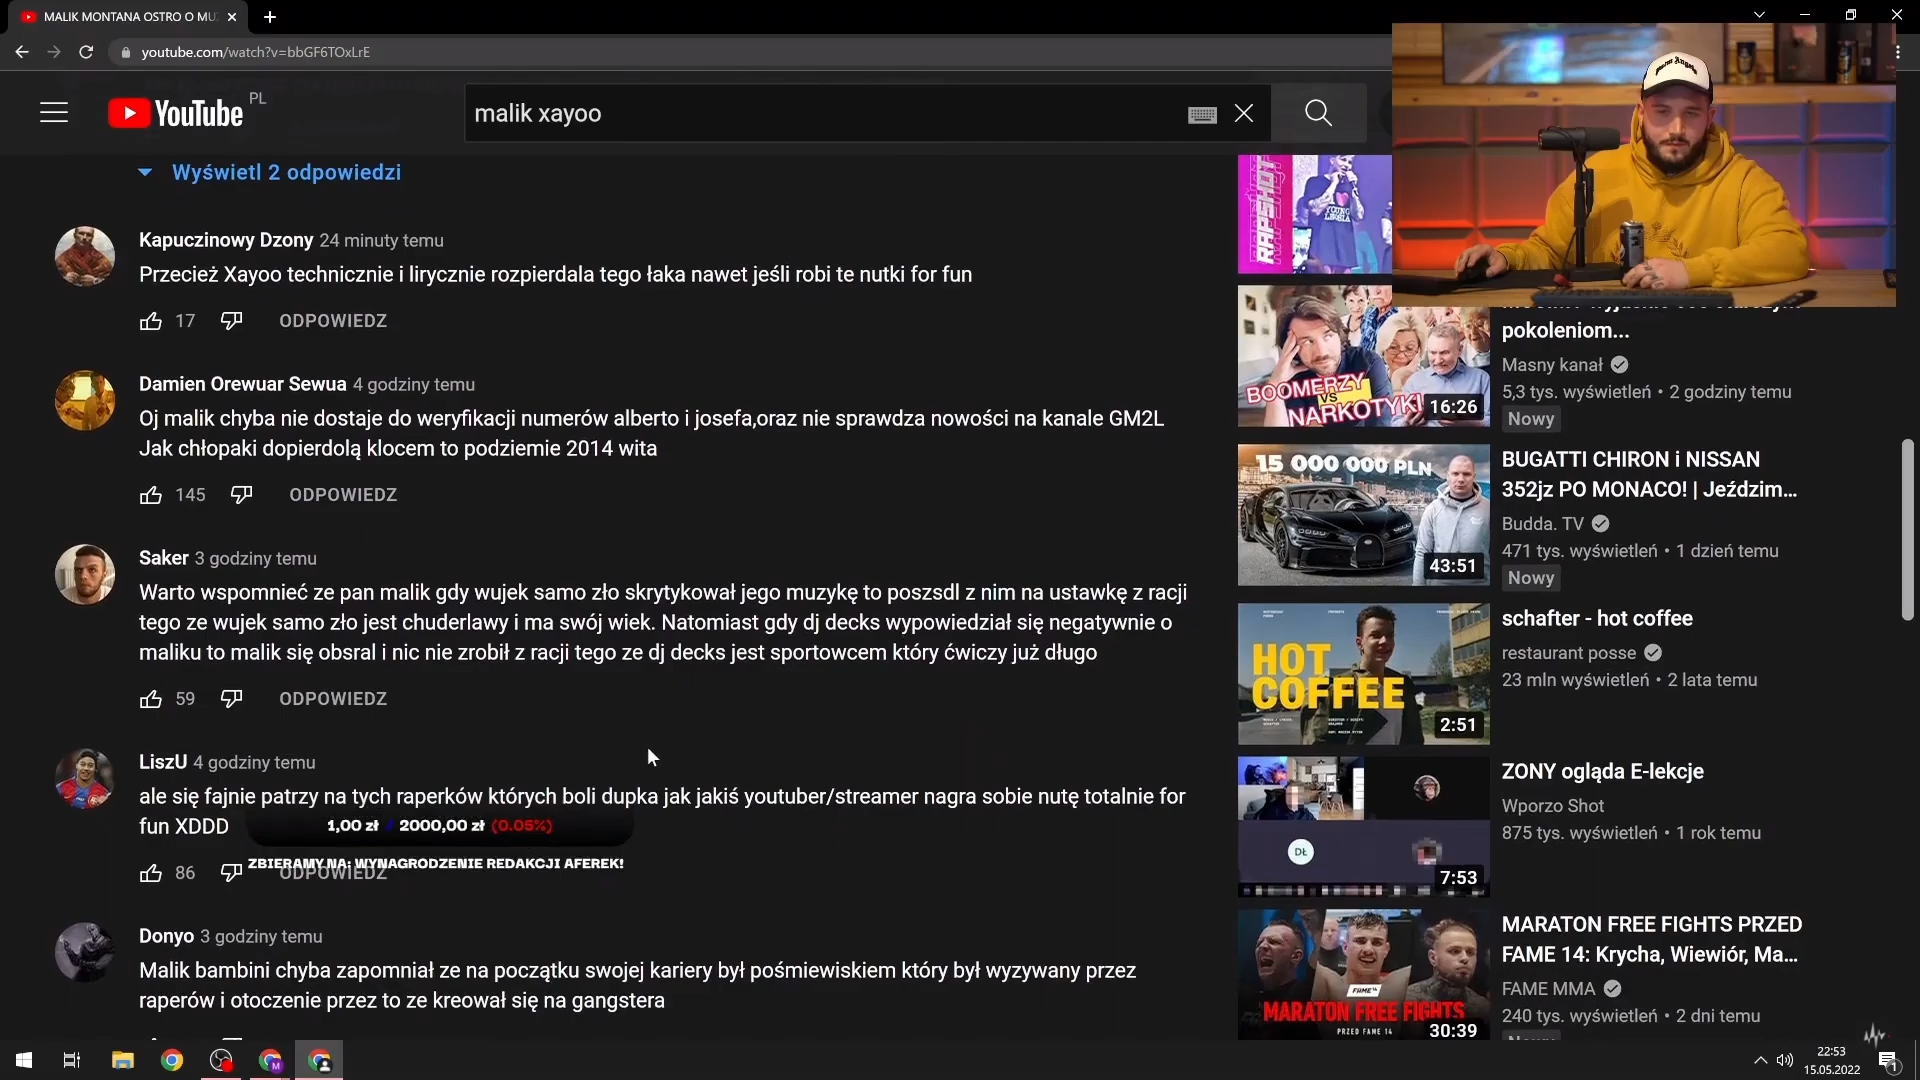 MALIK MONTANA OSTRO O MU
youtube.com/watch?v=bbGF6TOxLrE
YouTube PL
malik xayoo
Wyświetl 2 odpowiedzi
Kapuczinowy Dzony 24 minuty temu
Przecież Xayoo technicznie i lirycznie rozpierdala tego łaka nawet jeśli robi te nutki for fun
17 ODPOWIEDZ
Damien Orewuar Sewua 4 godziny temu
Oj malik chyba nie dostaje do weryfikacji numerów alberto i josefa,oraz nie sprawdza nowości na kanale GM2L
Jak chłopaki dopierdolą klocem to podziemie 2014 wita
145 ODPOWIEDZ
Saker 3 godziny temu
Warto wspomnieć ze pan malik gdy wujek samo zło skrytykował jego muzykę to poszsdl z nim na ustawkę z racji
tego ze wujek samo zło jest chuderlawy i ma swój wiek. Natomiast gdy dj decks wypowiedział się negatywnie o
maliku to malik się obsral i nic nie zrobił z racji tego ze dj decks jest sportowcem który ćwiczy już długo
59 ODPOWIEDZ
LiszU 4 godziny temu
ale się fajnie patrzy na tych raperków których boli dupka jak jakiś youtuber/streamer nagra sobie nutę totalnie for
fun XDDD
1,00 zł / 2000,00 zł (0.05%)
ZBIERAMY NA: WYNAGRODZENIE REDAKCJI AFEREK!
86 ODPOWIEDZ
Donyo 3 godziny temu
Malik bambini chyba zapomniał ze na początku swojej kariery był pośmiewiskiem który był wyzywany przez
raperów i otoczenie przez to ze kreował się na gangstera
RAPSHOT
YOUNG
BOOMERZY
VS
NARKOTYKI
16:26
pokoleniom...
Masny kanał
5,3 tys. wyświetleń • 2 godziny temu
Nowy
15 000 000 PLN
43:51
BUGATTI CHIRON i NISSAN
352jz PO MONACO! | Jeździm...
Budda. TV
471 tys. wyświetleń • 1 dzień temu
Nowy
HOT
COFFEE
2:51
schafter - hot coffee
restaurant posse
23 mln wyświetleń • 2 lata temu
DŁ
7:53
ZONY ogląda E-lekcje
Wporzo Shot
875 tys. wyświetleń • 1 rok temu
FAME
MARATON FREE FIGHTS
PRZED FAME 14
30:39
MARATON FREE FIGHTS PRZED
FAME 14: Krycha, Wiewiór, Ma...
FAME MMA
240 tys. wyświetleń • 2 dni temu
22:53
15.05.2022
1